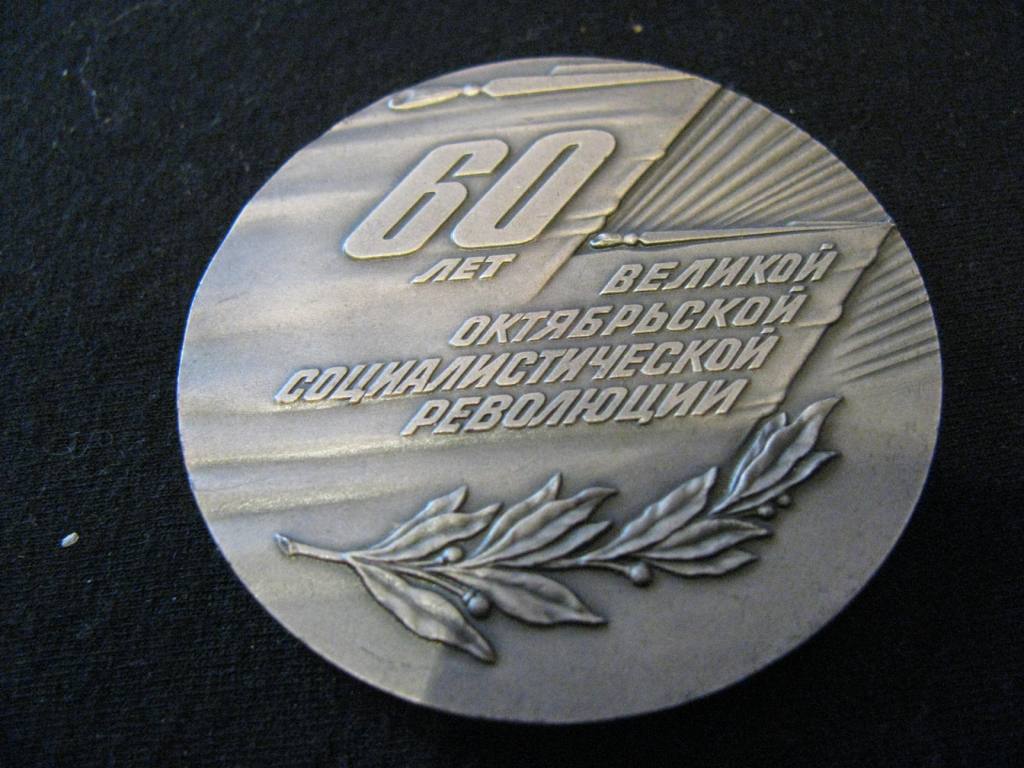 60
ЛЕТ
ВЕЛИКОЙ
ОКТЯБРЬСКОЙ
СОЦИАЛИСТИЧЕСКОЙ
РЕВОЛЮЦИИ